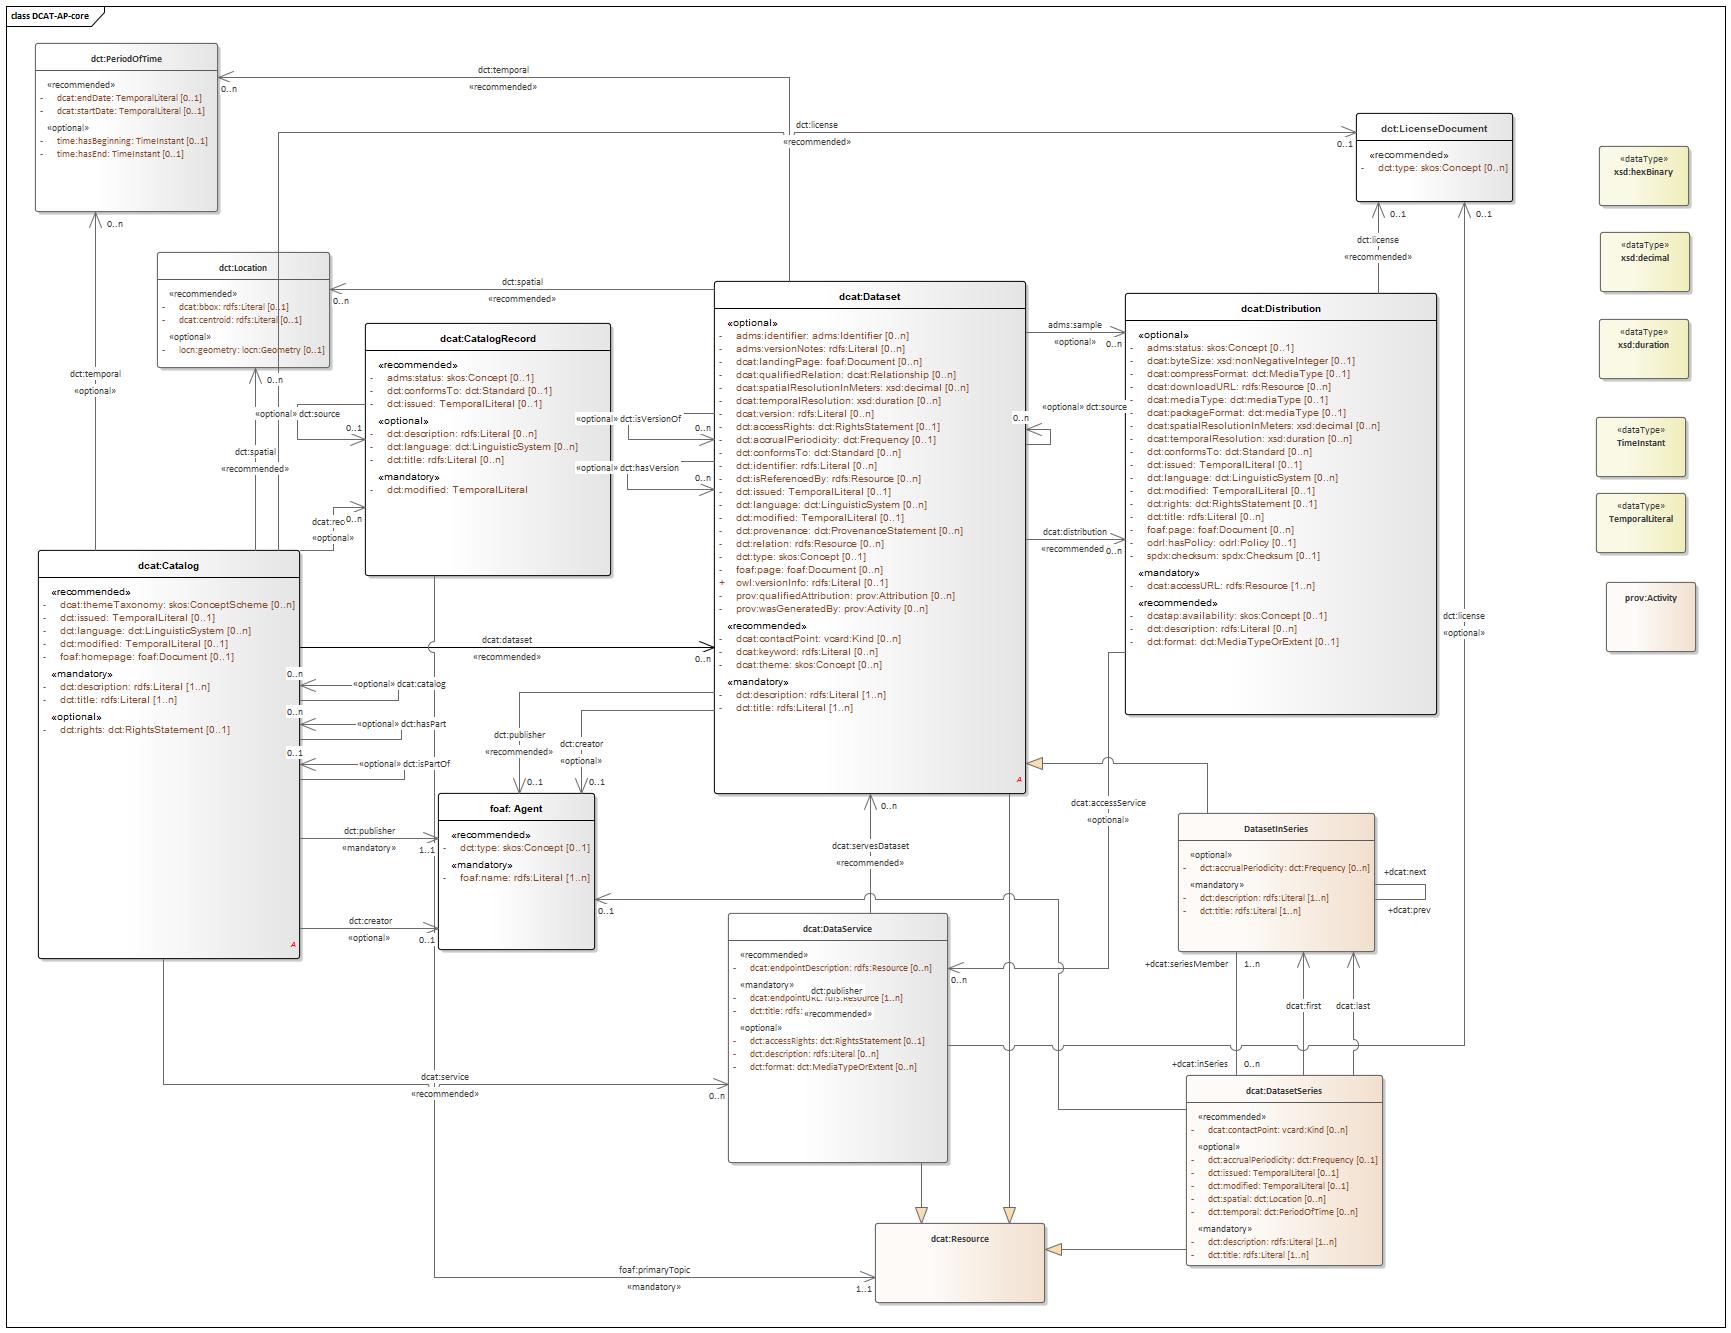 class DCAT-AP-core
dct:PeriodOfTime
«recommended»
- dcat:endDate: TemporalLiteral [0..1]
- dcat:startDate: TemporalLiteral [0..1]
«optional»
- time:hasBeginning: TimeInstant [0..1]
- time:hasEnd: TimeInstant [0..1]
0..n
dct:temporal
«recommended»
dct:license
«recommended»
0..1
dct:LicenseDocument
«recommended»
- dct:type: skos:Concept [0..n]
0..1
0..1
dct:license
«recommended»
«dataType»
xsd:hexBinary
«dataType»
xsd:decimal
«dataType»
xsd:duration
«dataType»
TimeInstant
«dataType»
TemporalLiteral
prov:Activity
0..n
dct:temporal
«optional»
dct:Location
«recommended»
- dcat:bbox: rdfs:Literal [0..1]
- dcat:centroid: rdfs:Literal [0..1]
«optional»
- locn:geometry: locn:Geometry [0..1]
0..n
dct:spatial
«recommended»
0..n
dct:spatial
«recommended»
dcat:CatalogRecord
«recommended»
- adms:status: skos:Concept [0..1]
- dct:conformsTo: dct:Standard [0..1]
- dct:issued: TemporalLiteral [0..1]
«optional»
- dct:description: rdfs:Literal [0..n]
- dct:language: dct:LinguisticSystem [0..n]
- dct:title: rdfs:Literal [0..n]
«mandatory»
- dct:modified: TemporalLiteral
«optional» dct:source
0..1
dcat:rec
0..n
«optional»
dcat:Dataset
«optional»
- adms:identifier: adms:Identifier [0..n]
- adms:versionNotes: rdfs:Literal [0..n]
- dcat:landingPage: foaf:Document [0..n]
- dcat:qualifiedRelation: dcat:Relationship [0..n]
- dcat:spatialResolutionInMeters: xsd:decimal [0..n]
- dcat:temporalResolution: xsd:duration [0..n]
- dcat:version: rdfs:Literal [0..n]
- dct:accessRights: dct:RightsStatement [0..1]
- dct:accrualPeriodicity: dct:Frequency [0..1]
- dct:conformsTo: dct:Standard [0..n]
- dct:identifier: rdfs:Literal [0..n]
- dct:isReferencedBy: rdfs:Resource [0..n]
- dct:issued: TemporalLiteral [0..1]
- dct:language: dct:LinguisticSystem [0..n]
- dct:modified: TemporalLiteral [0..1]
- dct:provenance: dct:ProvenanceStatement [0..n]
- dct:relation: rdfs:Resource [0..n]
- dct:type: skos:Concept [0..1]
- foaf:page: foaf:Document [0..n]
+ owl:versionInfo: rdfs:Literal [0..1]
- prov:qualifiedAttribution: prov:Attribution [0..n]
- prov:wasGeneratedBy: prov:Activity [0..n]
«recommended»
- dcat:contactPoint: vcard:Kind [0..n]
- dcat:keyword: rdfs:Literal [0..n]
- dcat:theme: skos:Concept [0..n]
«mandatory»
- dct:description: rdfs:Literal [1..n]
- dct:title: rdfs:Literal [1..n]
A
«optional» dct:isVersionOf
0..n
«optional» dct:hasVersion
0..n
0..n
«optional» dct:source
adms:sample
«optional»
0..n
dcat:distribution
«recommended
0..n
dcat:Distribution
«optional»
- adms:status: skos:Concept [0..1]
- dcat:byteSize: xsd:nonNegativeInteger [0..1]
- dcat:compressFormat: dct:MediaType [0..1]
- dcat:downloadURL: rdfs:Resource [0..n]
- dcat:mediaType: dct:mediaType [0..1]
- dcat:packageFormat: dct:mediaType [0..1]
- dcat:spatialResolutionInMeters: xsd:decimal [0..n]
- dcat:temporalResolution: xsd:duration [0..n]
- dct:conformsTo: dct:Standard [0..n]
- dct:issued: TemporalLiteral [0..1]
- dct:language: dct:LinguisticSystem [0..n]
- dct:modified: TemporalLiteral [0..1]
- dct:rights: dct:RightsStatement [0..1]
- dct:title: rdfs:Literal [0..n]
- foaf:page: foaf:Document [0..n]
- odrl:hasPolicy: odrl:Policy [0..1]
- spdx:checksum: spdx:Checksum [0..1]
«mandatory»
- dcat:accessURL: rdfs:Resource [1..n]
«recommended»
- dcatap:availability: skos:Concept [0..1]
- dct:description: rdfs:Literal [0..n]
- dct:format: dct:MediaTypeOrExtent [0..1]
dct:license
«optional»
dcat:Catalog
«recommended»
- dcat:themeTaxonomy: skos:ConceptScheme [0..n]
- dct:issued: TemporalLiteral [0..1]
- dct:language: dct:LinguisticSystem [0..n]
- dct:modified: TemporalLiteral [0..1]
- foaf:homepage: foaf:Document [0..1]
«mandatory»
- dct:description: rdfs:Literal [1..n]
- dct:title: rdfs:Literal [1..n]
«optional»
- dct:rights: dct:RightsStatement [0..1]
A
dcat:dataset
«recommended»
0..n
0..n
«optional» dcat:catalog
0..n
«optional» dct:hasPart
0..1
«optional» dct:isPartOf
dct:publisher
«recommended»
0..1
dct:creator
«optional»
0..1
dct:publisher
«mandatory»
1..1
dct:creator
«optional»
0..1
foaf: Agent
«recommended»
- dct:type: skos:Concept [0..1]
«mandatory»
- foaf:name: rdfs:Literal [1..n]
0..1
0..n
dcat:servesDataset
«recommended»
dcat:accessService
«optional»
0..n
dcat:DataService
«recommended»
- dcat:endpointDescription: rdfs:Resource [0..n]
«mandatory»
- dcat:endpointURL: rdfs:Resource [1..n]
- dct:title: rdfs:
«optional»
- dct:accessRights: dct:RightsStatement [0..1]
- dct:description: rdfs:Literal [0..n]
- dct:format: dct:MediaTypeOrExtent [0..n]
dct:publisher
«recommended»
dcat:service
«recommended»
0..n
DatasetInSeries
«optional»
- dct:accrualPeriodicity: dct:Frequency [0..n]
«mandatory»
- dct:description: rdfs:Literal [1..n]
- dct:title: rdfs:Literal [1..n]
+dcat:next
+dcat:prev
+dcat:seriesMember 1..n
dcat:first
dcat:last
+dcat:inSeries 0..n
dcat:DatasetSeries
«recommended»
- dcat:contactPoint: vcard:Kind [0..n]
«optional»
- dct:accrualPeriodicity: dct:Frequency [0..1]
- dct:issued: TemporalLiteral [0..1]
- dct:modified: TemporalLiteral [0..1]
- dct:spatial: dct:Location [0..n]
- dct:temporal: dct:PeriodOfTime [0..n]
«mandatory»
- dct:description: rdfs:Literal [1..n]
- dct:title: rdfs:Literal [1..n]
dcat:Resource
foaf:primaryTopic
«mandatory»
1..1